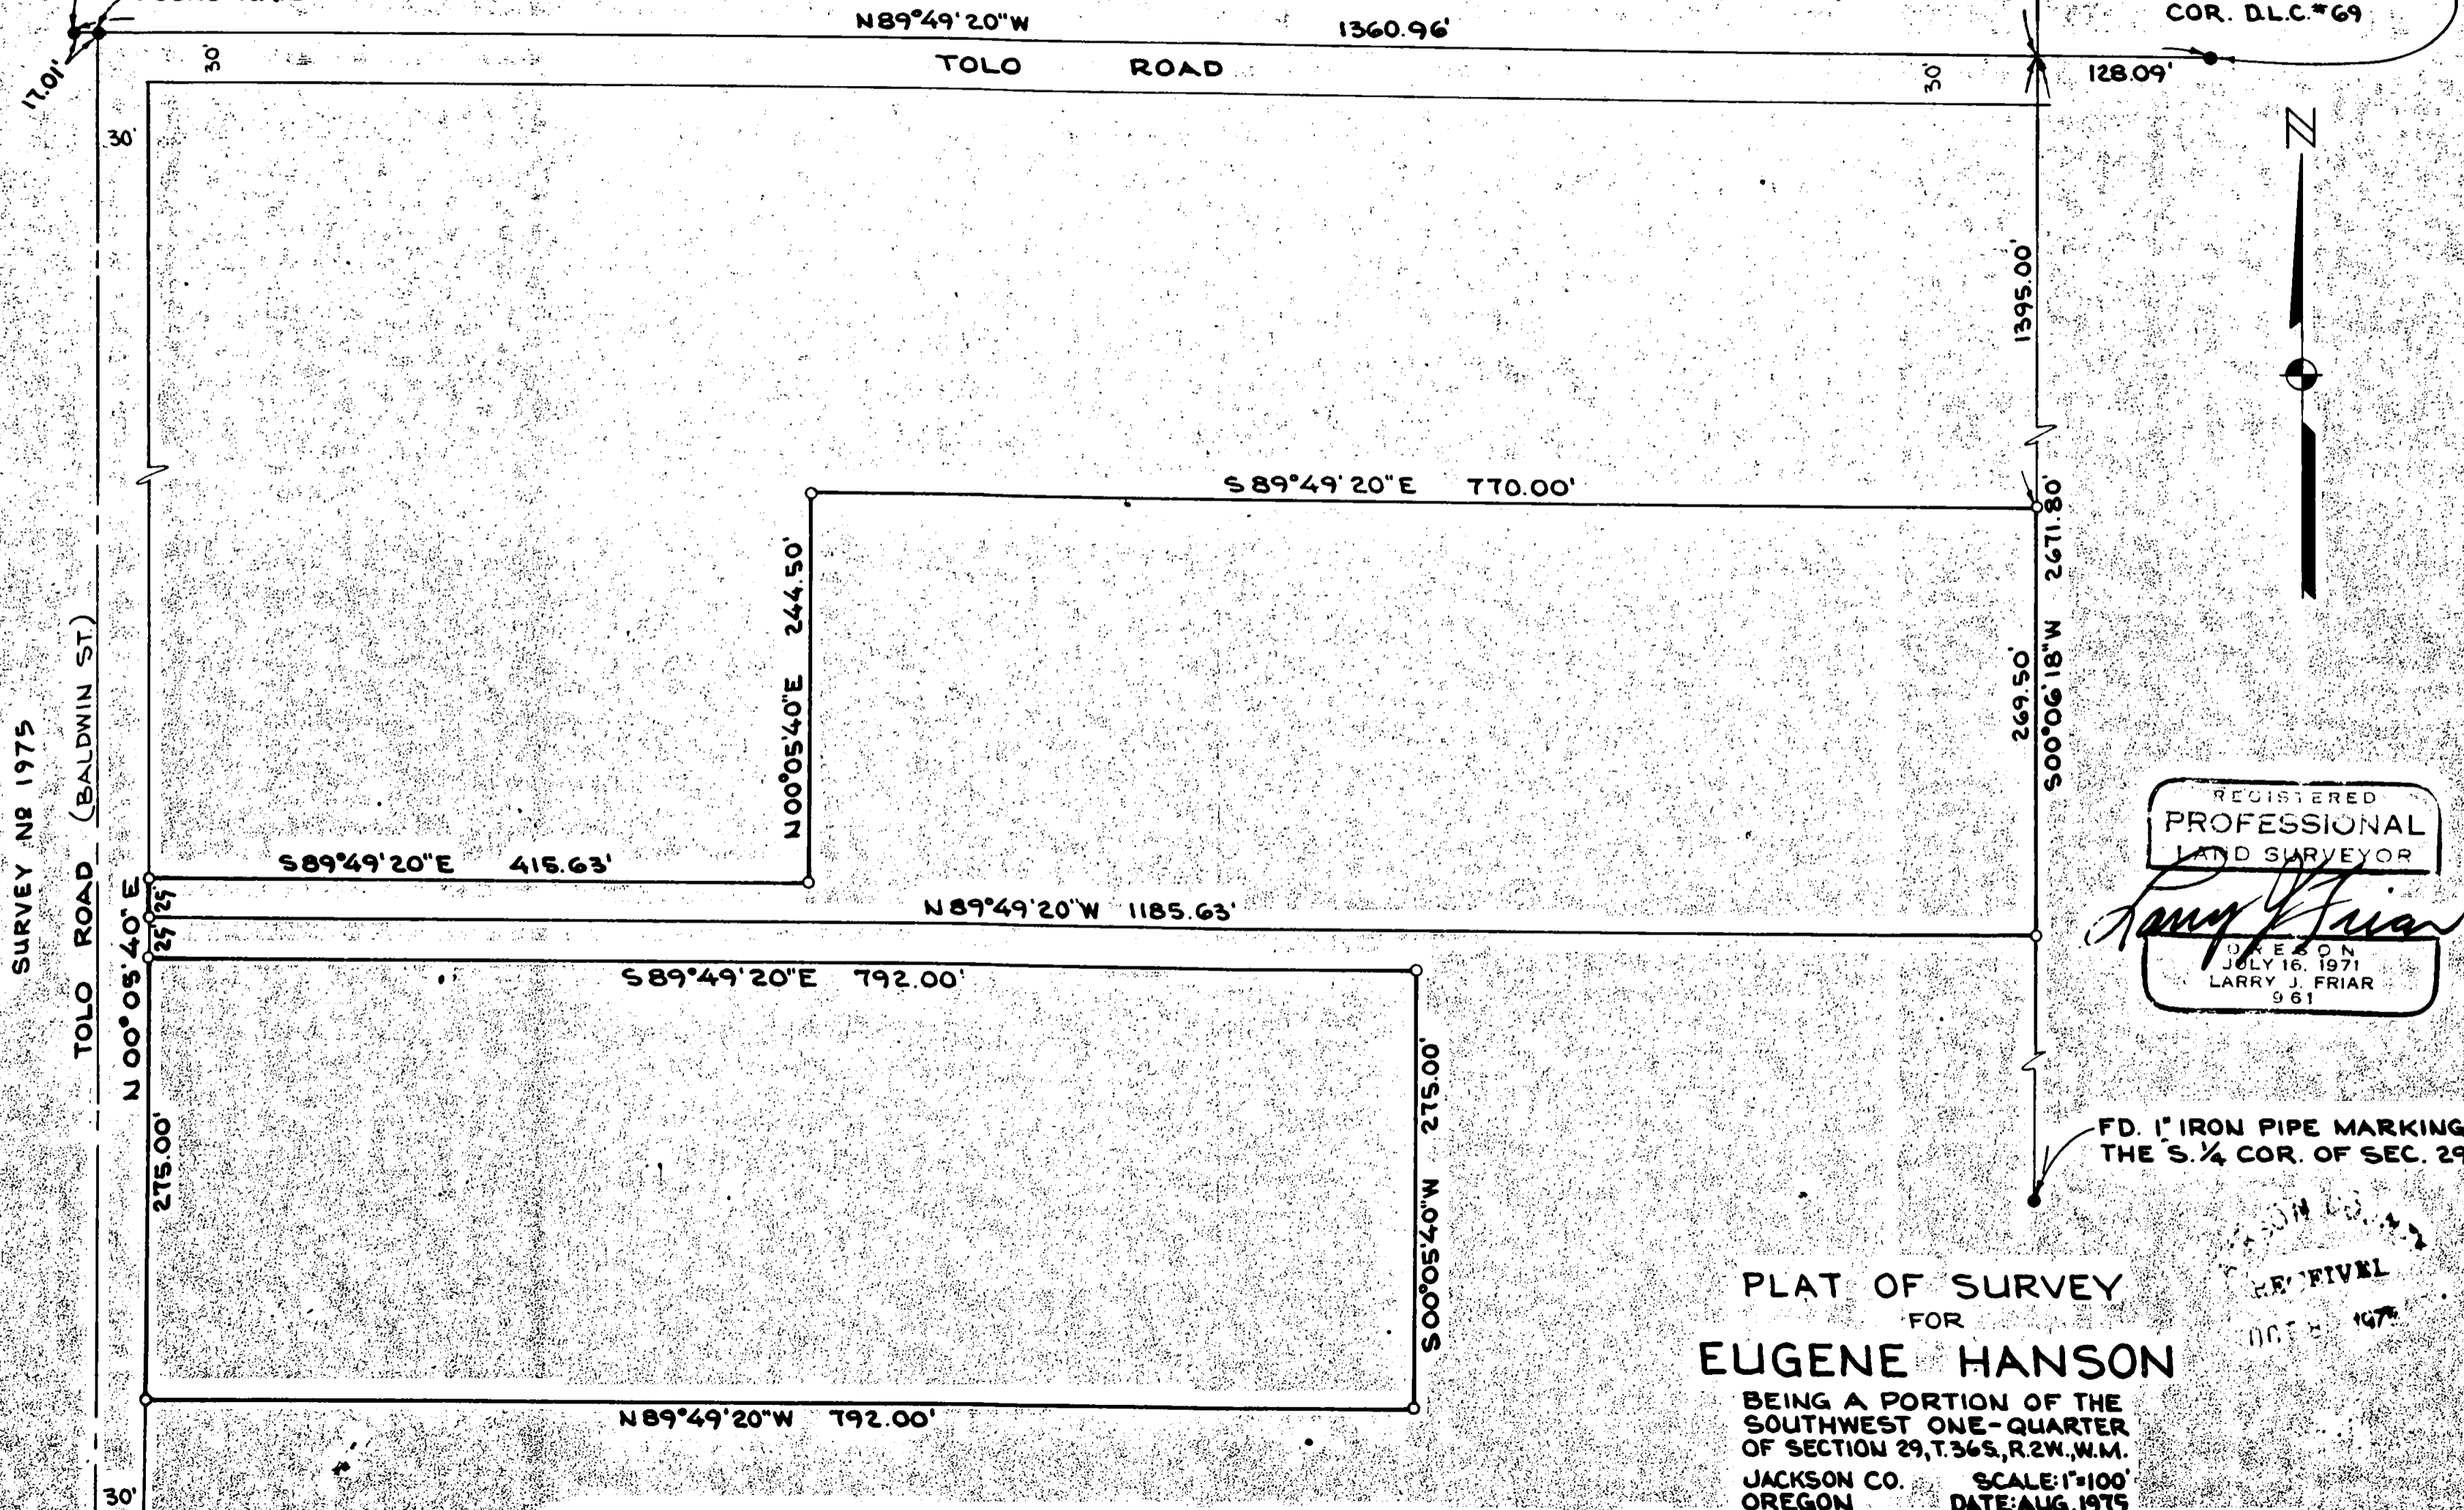 N89°49'20"W 1360.96'
COR. D.L.C. #69
TOLO ROAD
30'
30'
128.09'
17.01'
30'
N
1395.00'
S89°49'20"E 770.00'
2671.80'
S00°06'18"W
269.50'
N00°05'40"E 244.50'
SURVEY Nº 1975
TOLO ROAD (BALDWIN ST)
N 00°05'40"E
S89°49'20"E 415.63'
25'
N89°49'20"W 1185.63'
25'
S89°49'20"E 792.00'
REGISTERED
PROFESSIONAL
LAND SURVEYOR
Larry J Friar
OREGON
JULY 16, 1971
LARRY J. FRIAR
961
275.00'
S00°05'40"W 275.00'
FD. 1" IRON PIPE MARKING
THE S. ¼ COR. OF SEC. 29
N89°49'20"W 792.00'
30'
PLAT OF SURVEY
FOR
EUGENE HANSON
BEING A PORTION OF THE
SOUTHWEST ONE-QUARTER
OF SECTION 29, T.36S., R.2W., W.M.
JACKSON CO. SCALE: 1"=100'
OREGON DATE: AUG. 1975